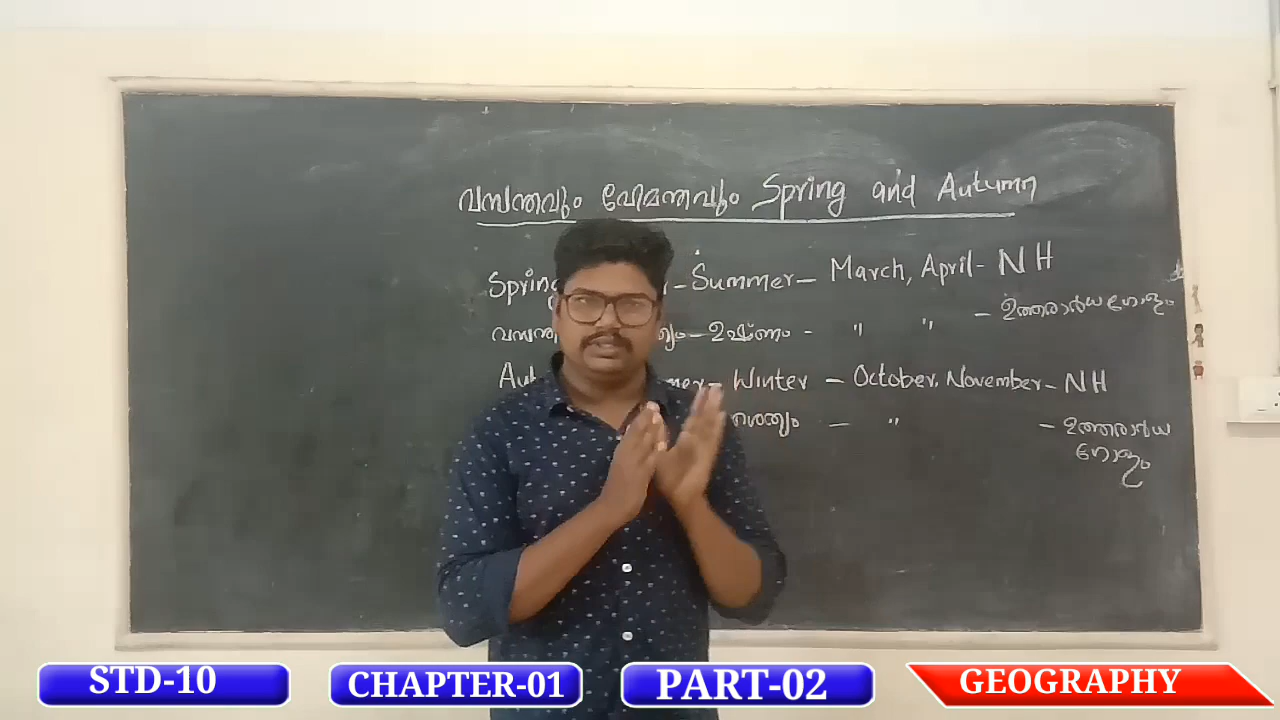 വസന്തവും ഹേമന്തവും Spring and Autumn
Spring - Summer - March, April - NH
ഉഷ്ണം - " " - ഉത്തരാർധഗോളം
Winter - October, November - NH
ശൈത്യം - " - ഉത്തരാർധ
ഗോളം
STD-10 CHAPTER-01 PART-02 GEOGRAPHY